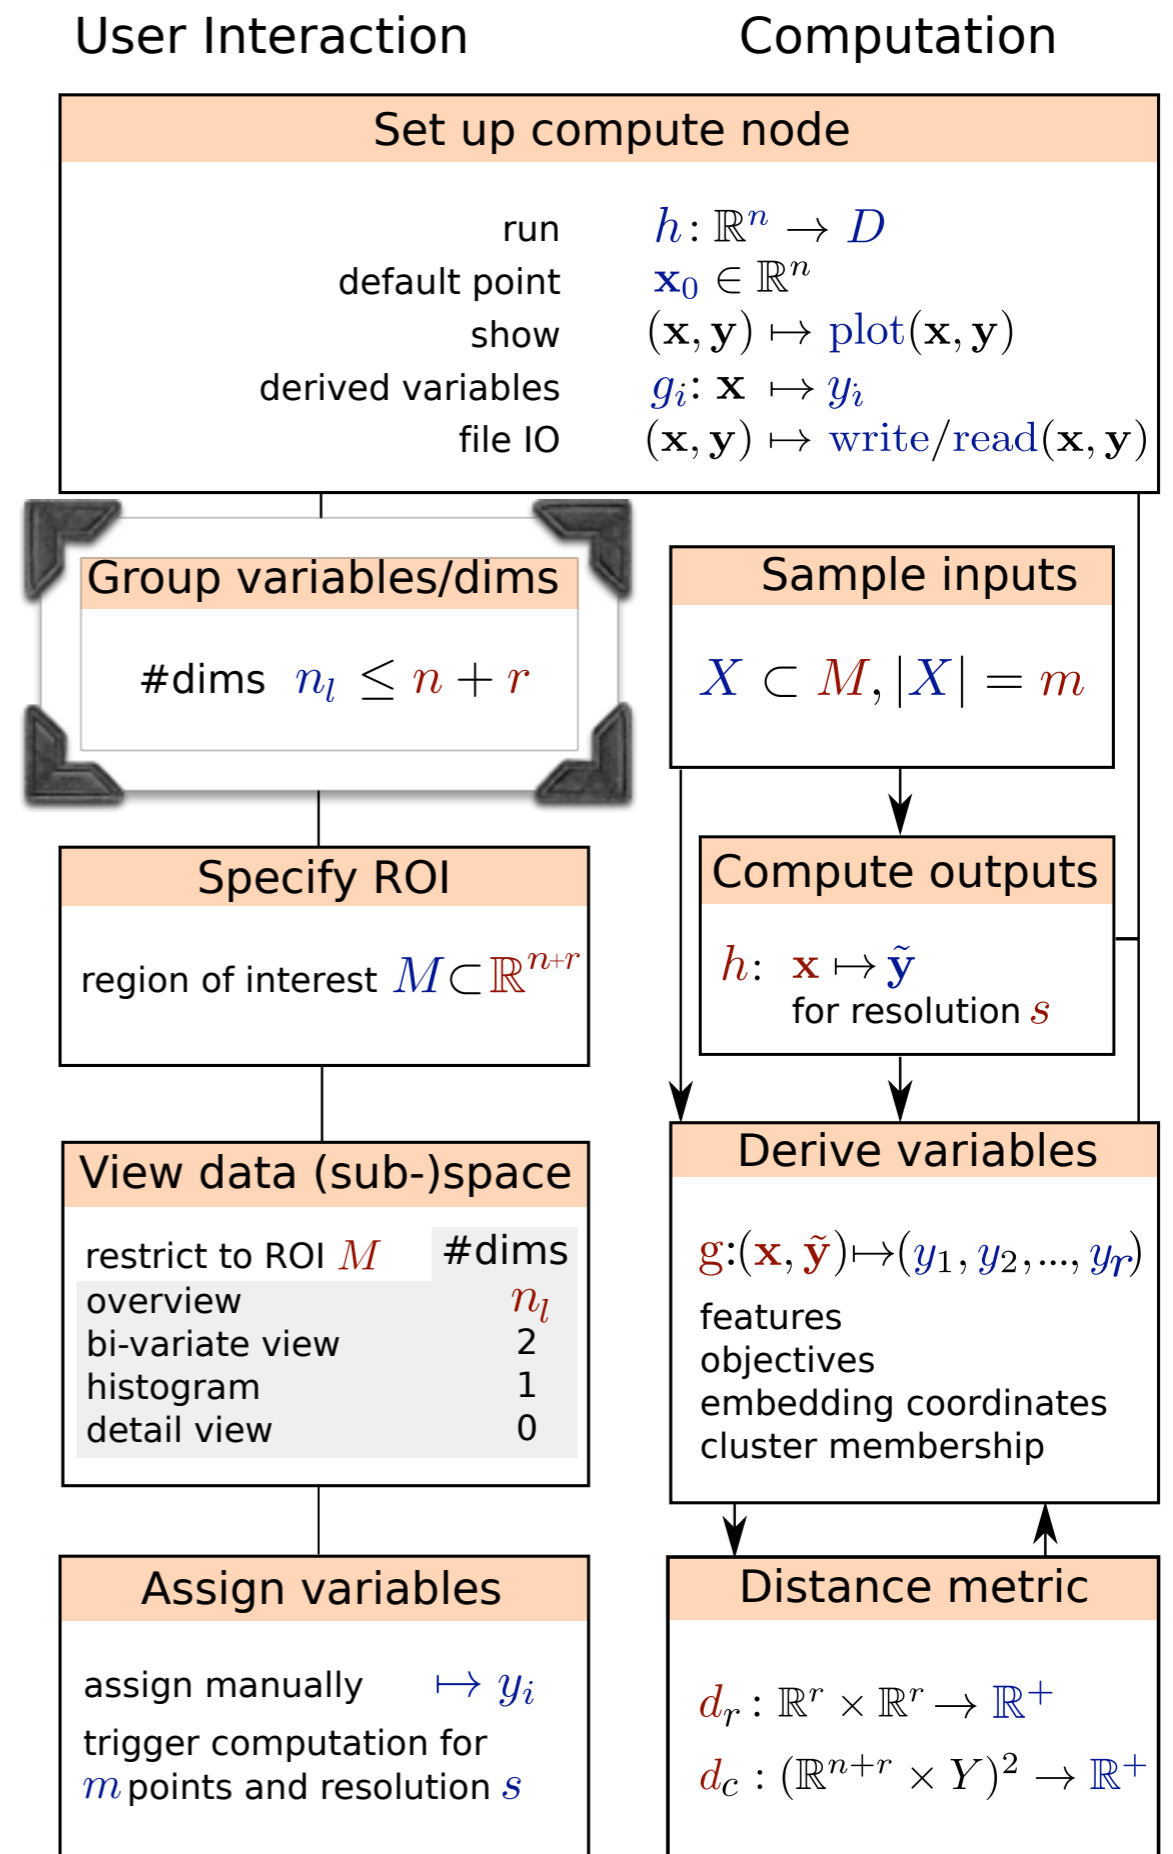 User Interaction
Computation
Set up compute node
run h: ℝⁿ → D
default point x₀ ∈ ℝⁿ
show (x, y) ↦ plot(x, y)
derived variables gᵢ: x ↦ yᵢ
file IO (x, y) ↦ write/read(x, y)
Group variables/dims
#dims nₗ ≤ n + r
Specify ROI
region of interest M⊂ℝⁿ⁺ʳ
View data (sub-)space
restrict to ROI M #dims
overview nₗ
bi-variate view 2
histogram 1
detail view 0
Assign variables
assign manually ↦ yᵢ
trigger computation for
m points and resolution s
Sample inputs
X ⊂ M, |X| = m
Compute outputs
h: x ↦ ỹ
for resolution s
Derive variables
g:(x, ỹ)↦(y₁, y₂,..., yᵣ)
features
objectives
embedding coordinates
cluster membership
Distance metric
dᵣ : ℝʳ × ℝʳ → ℝ⁺
d_c : (ℝⁿ⁺ʳ × Y)² → ℝ⁺